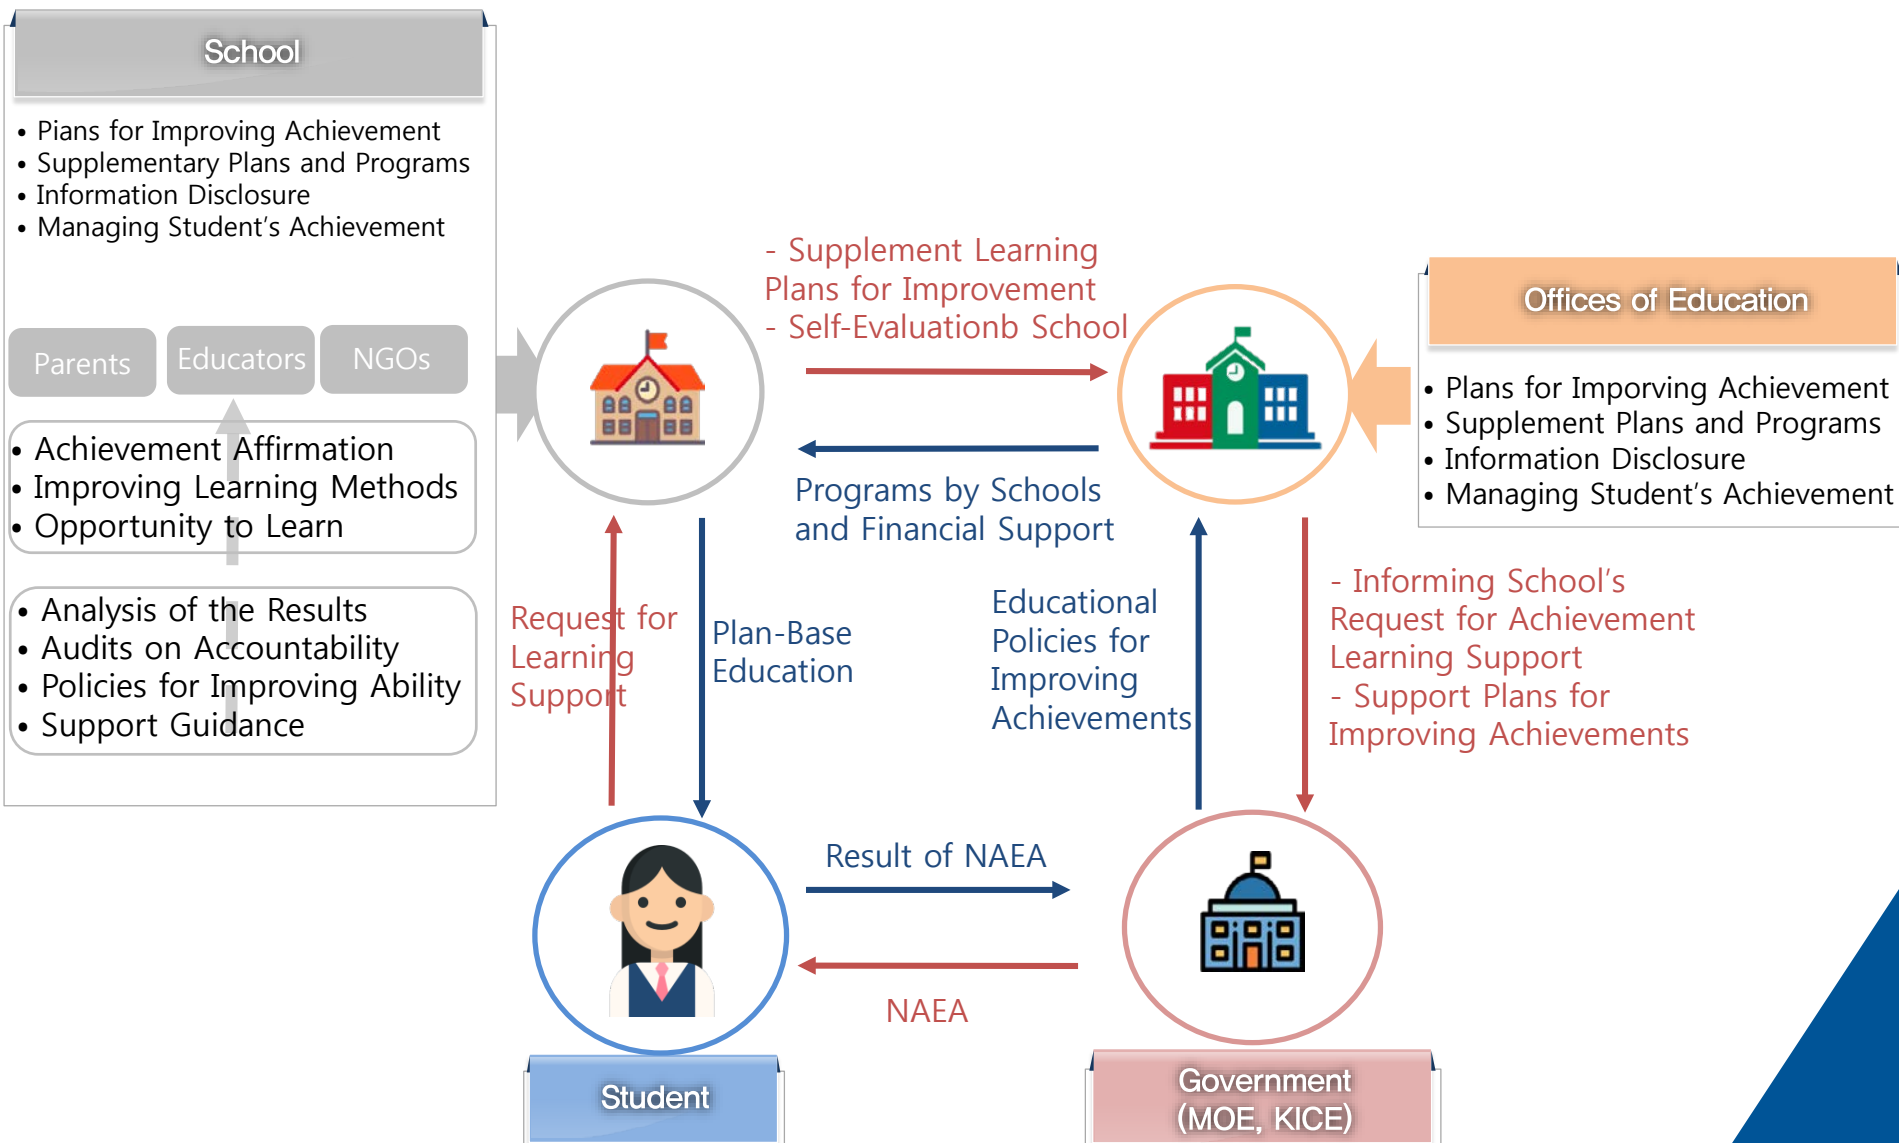 School
• Pians for Improving Achievement
• Supplementary Plans and Programs
• Information Disclosure
• Managing Student's Achievement
Parents
Educators
NGOs
• Achievement Affirmation
• Improving Learning Methods
• Opportunity to Learn
• Analysis of the Results
• Audits on Accountability
• Policies for Improving Ability
• Support Guidance
- Supplement Learning
Plans for Improvement
- Self-Evaluationb School
Programs by Schools
and Financial Support
Offices of Education
• Plans for Imporving Achievement
• Supplement Plans and Programs
• Information Disclosure
• Managing Student's Achievement
Request for
Learning
Support
Plan-Base
Education
Educational
Policies for
Improving
Achievements
- Informing School's
Request for Achievement
Learning Support
- Support Plans for
Improving Achievements
Result of NAEA
NAEA
Student
Government
(MOE, KICE)